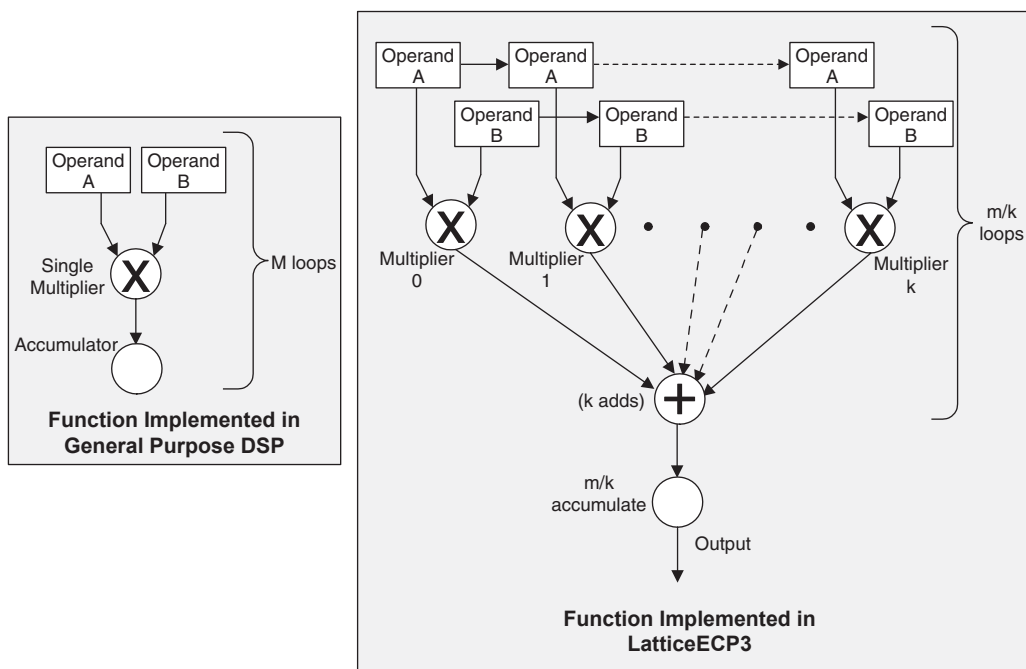 Operand
A
Operand
B
Single
Multiplier
X
Accumulator
M loops
Function Implemented in
General Purpose DSP
Operand
A
Operand
A
Operand
A
Operand
B
Operand
B
Operand
B
X
X
X
Multiplier
0
Multiplier
1
Multiplier
k
m/k
loops
(k adds)
+
m/k
accumulate
Output
Function Implemented in
LatticeECP3